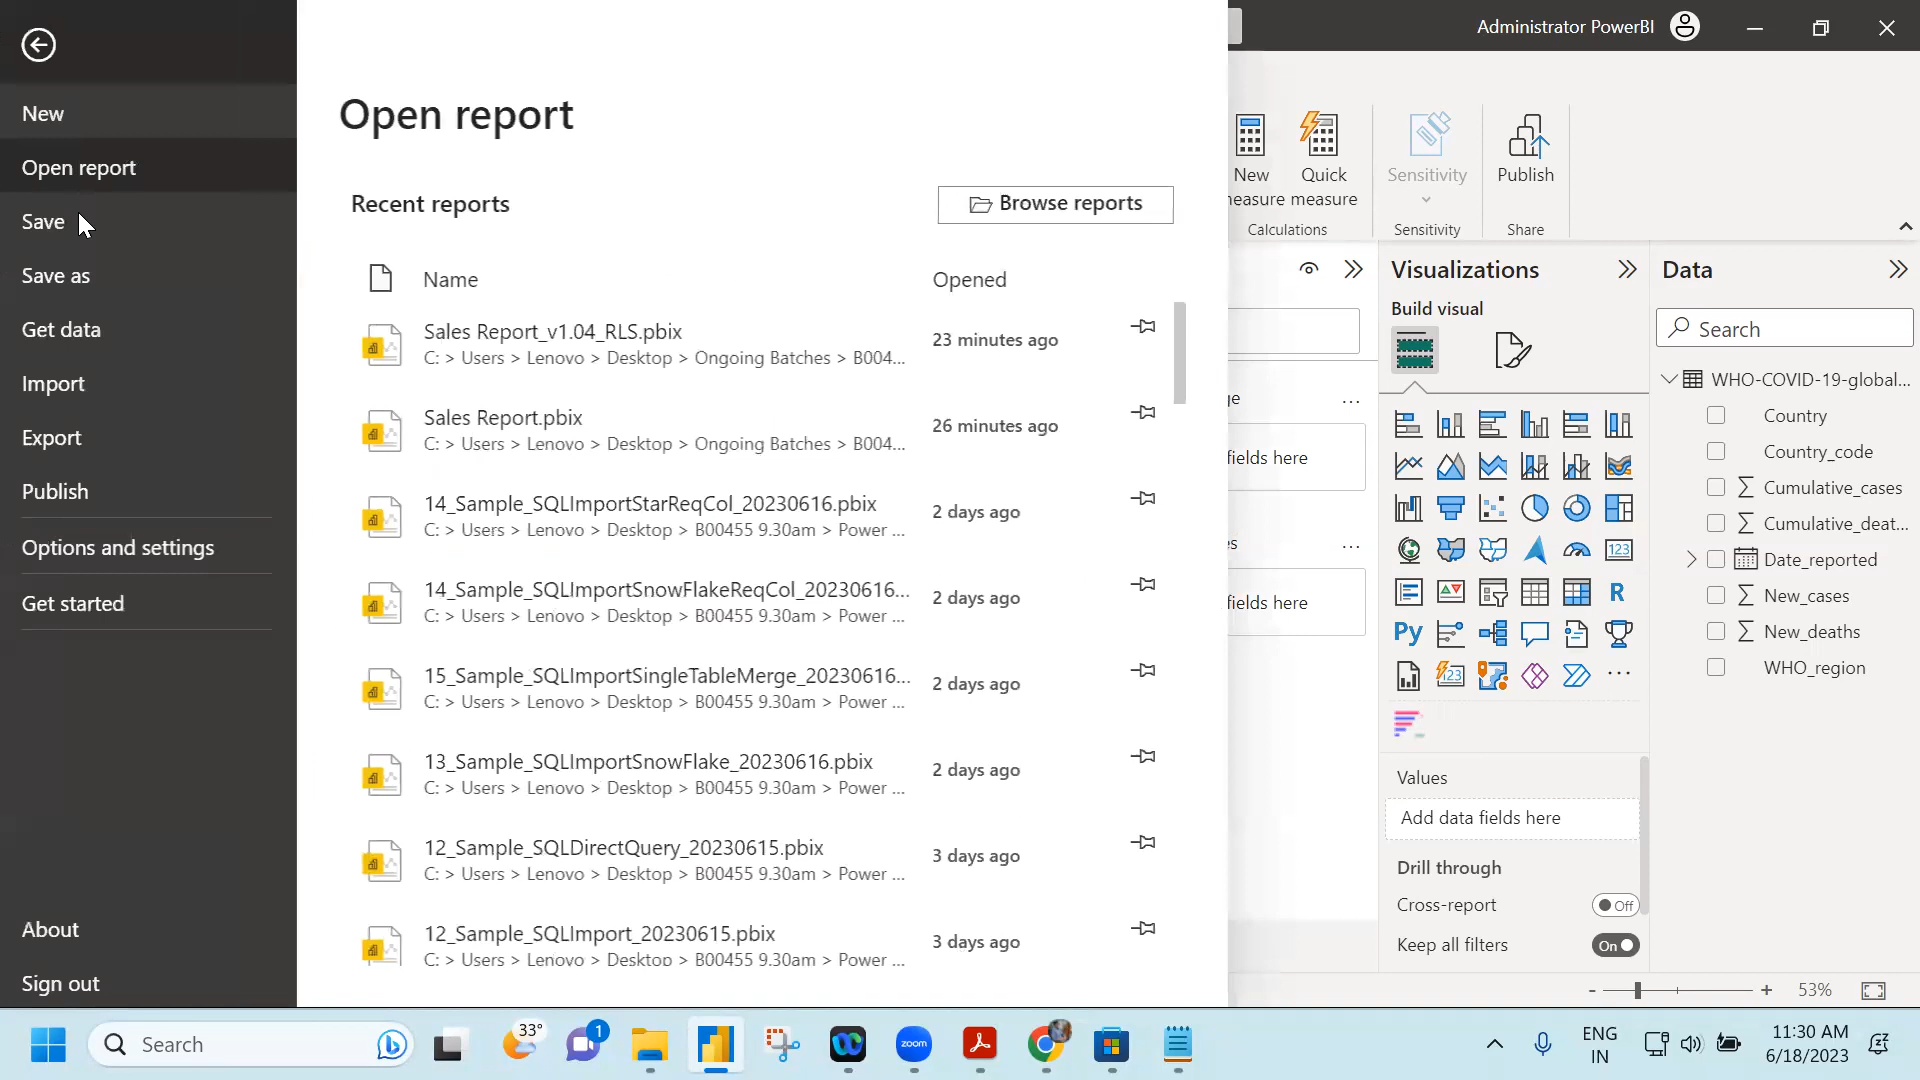 New
Open report
Save
Save as
Get data
Import
Export
Publish
Options and settings
Get started
About
Sign out
Open report
Recent reports
Browse reports
Name
Opened
Sales Report_v1.04_RLS.pbix
C: > Users > Lenovo > Desktop > Ongoing Batches > B004...
23 minutes ago
Sales Report.pbix
C: > Users > Lenovo > Desktop > Ongoing Batches > B004...
26 minutes ago
14_Sample_SQLImportStarReqCol_20230616.pbix
C: > Users > Lenovo > Desktop > B00455 9.30am > Power ...
2 days ago
14_Sample_SQLImportSnowFlakeReqCol_20230616...
C: > Users > Lenovo > Desktop > B00455 9.30am > Power ...
2 days ago
15_Sample_SQLImportSingleTableMerge_20230616...
C: > Users > Lenovo > Desktop > B00455 9.30am > Power ...
2 days ago
13_Sample_SQLImportSnowFlake_20230616.pbix
C: > Users > Lenovo > Desktop > B00455 9.30am > Power ...
2 days ago
12_Sample_SQLDirectQuery_20230615.pbix
C: > Users > Lenovo > Desktop > B00455 9.30am > Power ...
3 days ago
12_Sample_SQLImport_20230615.pbix
C: > Users > Lenovo > Desktop > B00455 9.30am > Power ...
3 days ago
Administrator PowerBI
New
easure
Quick
measure
Calculations
Sensitivity
Sensitivity
Publish
Share
ge
...
ields here
es
...
fields here
Visualizations
Build visual
123
R
Py
123
...
Values
Add data fields here
Drill through
Cross-report
Off
Keep all filters
On
Data
Search
WHO-COVID-19-global...
Country
Country_code
Cumulative_cases
Cumulative_deat...
Date_reported
New_cases
New_deaths
WHO_region
- + 53%
Search
33°
1
zoom
ENG
IN
11:30 AM
6/18/2023